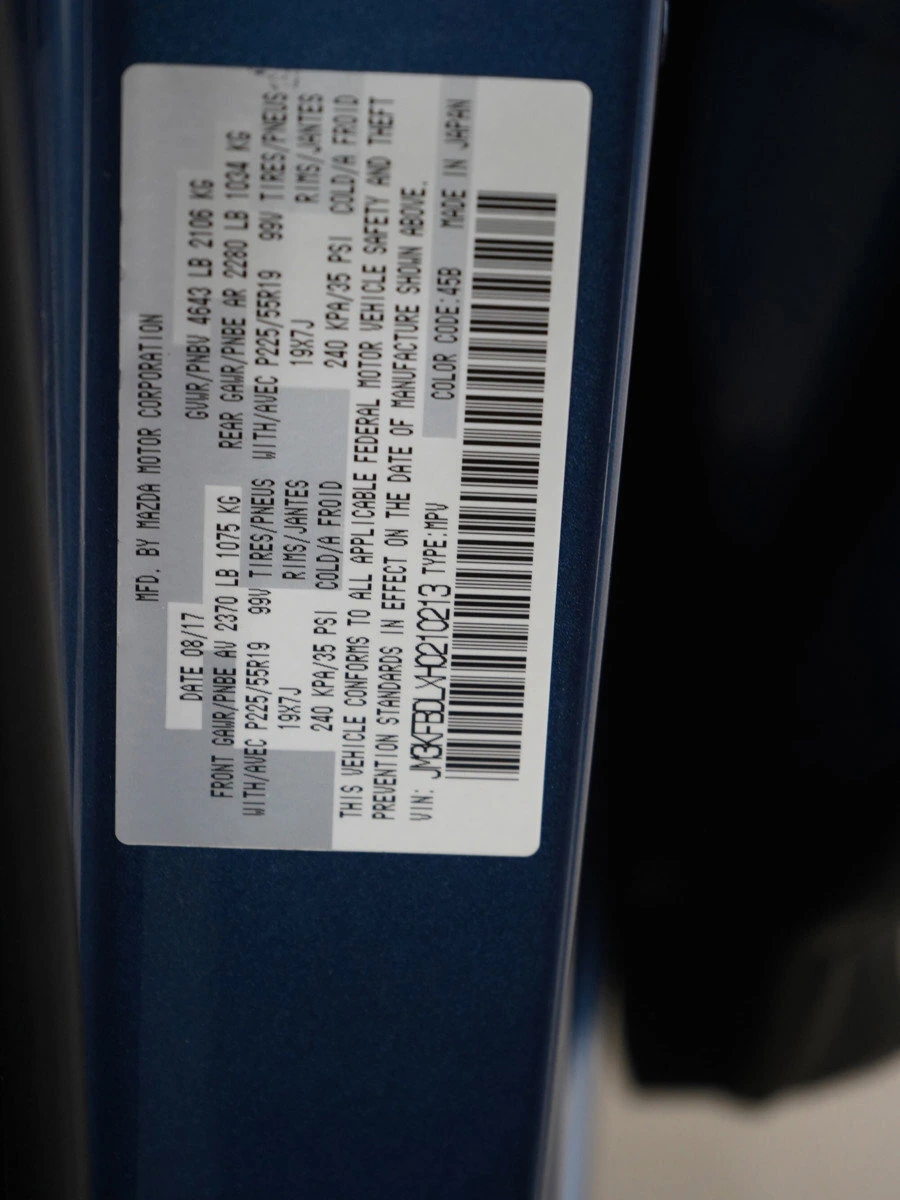 MFD. BY MAZDA MOTOR CORPORATION
DATE 08/17 GVWR/PNBV 4643 LB 2106 KG
FRONT GAWR/PNBE AV 2370 LB 1075 KG REAR GAWR/PNBE AR 2280 LB 1034 KG
WITH/AVEC P225/55R19 99V TIRES/PNEUS WITH/AVEC P225/55R19 99V TIRES/PNEUS
19X7J RIMS/JANTES 19X7J RIMS/JANTES
240 KPA/35 PSI COLD/A FROID 240 KPA/35 PSI COLD/A FROID
THIS VEHICLE CONFORMS TO ALL APPLICABLE FEDERAL MOTOR VEHICLE SAFETY AND THEFT
PREVENTION STANDARDS IN EFFECT ON THE DATE OF MANUFACTURE SHOWN ABOVE.
VIN: JM3KFBDLXH0210213 TYPE:MPV COLOR CODE:45B MADE IN JAPAN